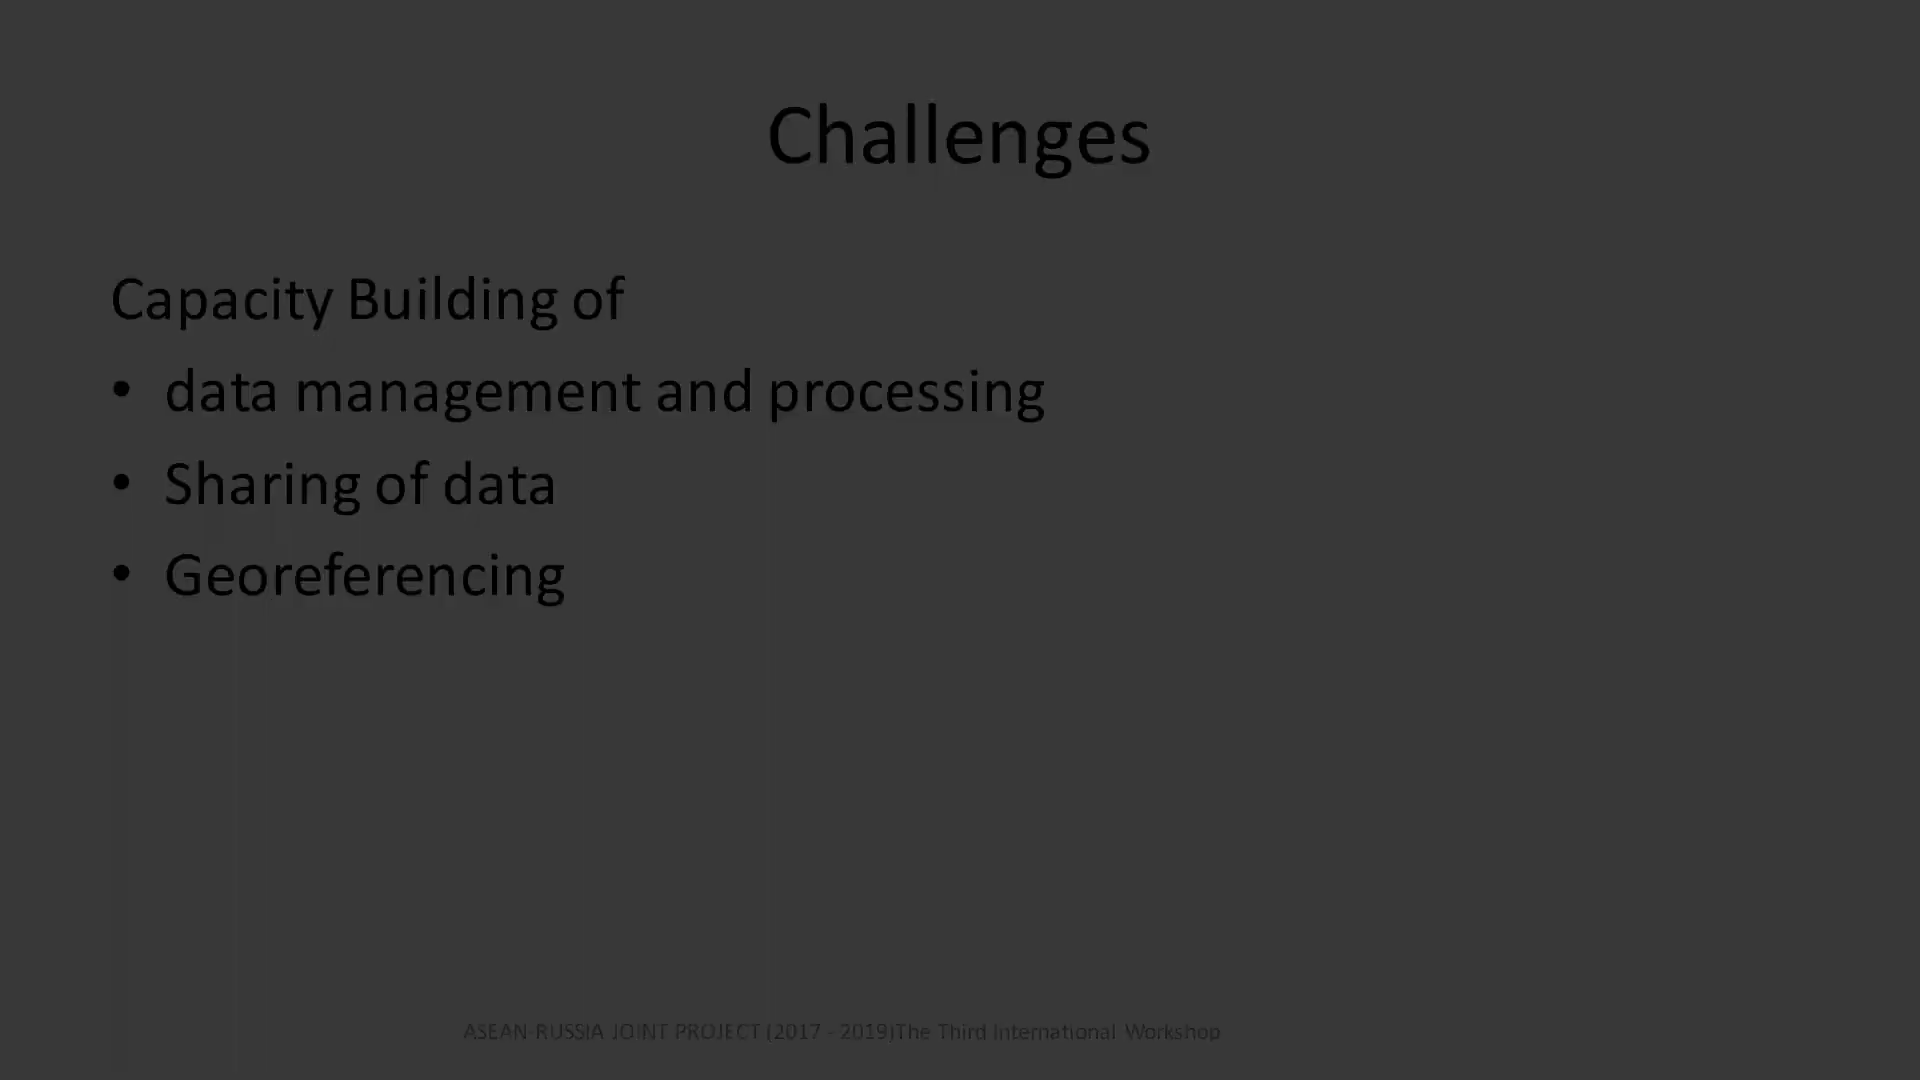 Challenges
Capacity Building of
• data management and processing
• Sharing of data
• Georeferencing
ASEAN-RUSSIA JOINT PROJECT (2017 - 2019)The Third International Workshop